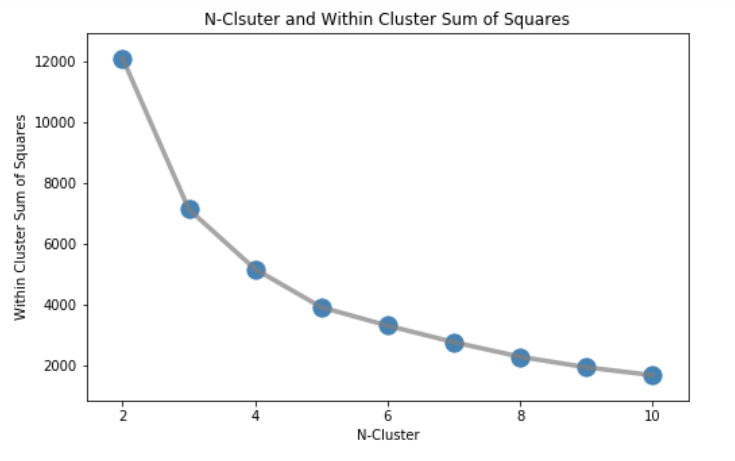 N-Clsuter and Within Cluster Sum of Squares
Within Cluster Sum of Squares
12000
10000
8000
6000
4000
2000
2 4 6 8 10
N-Cluster